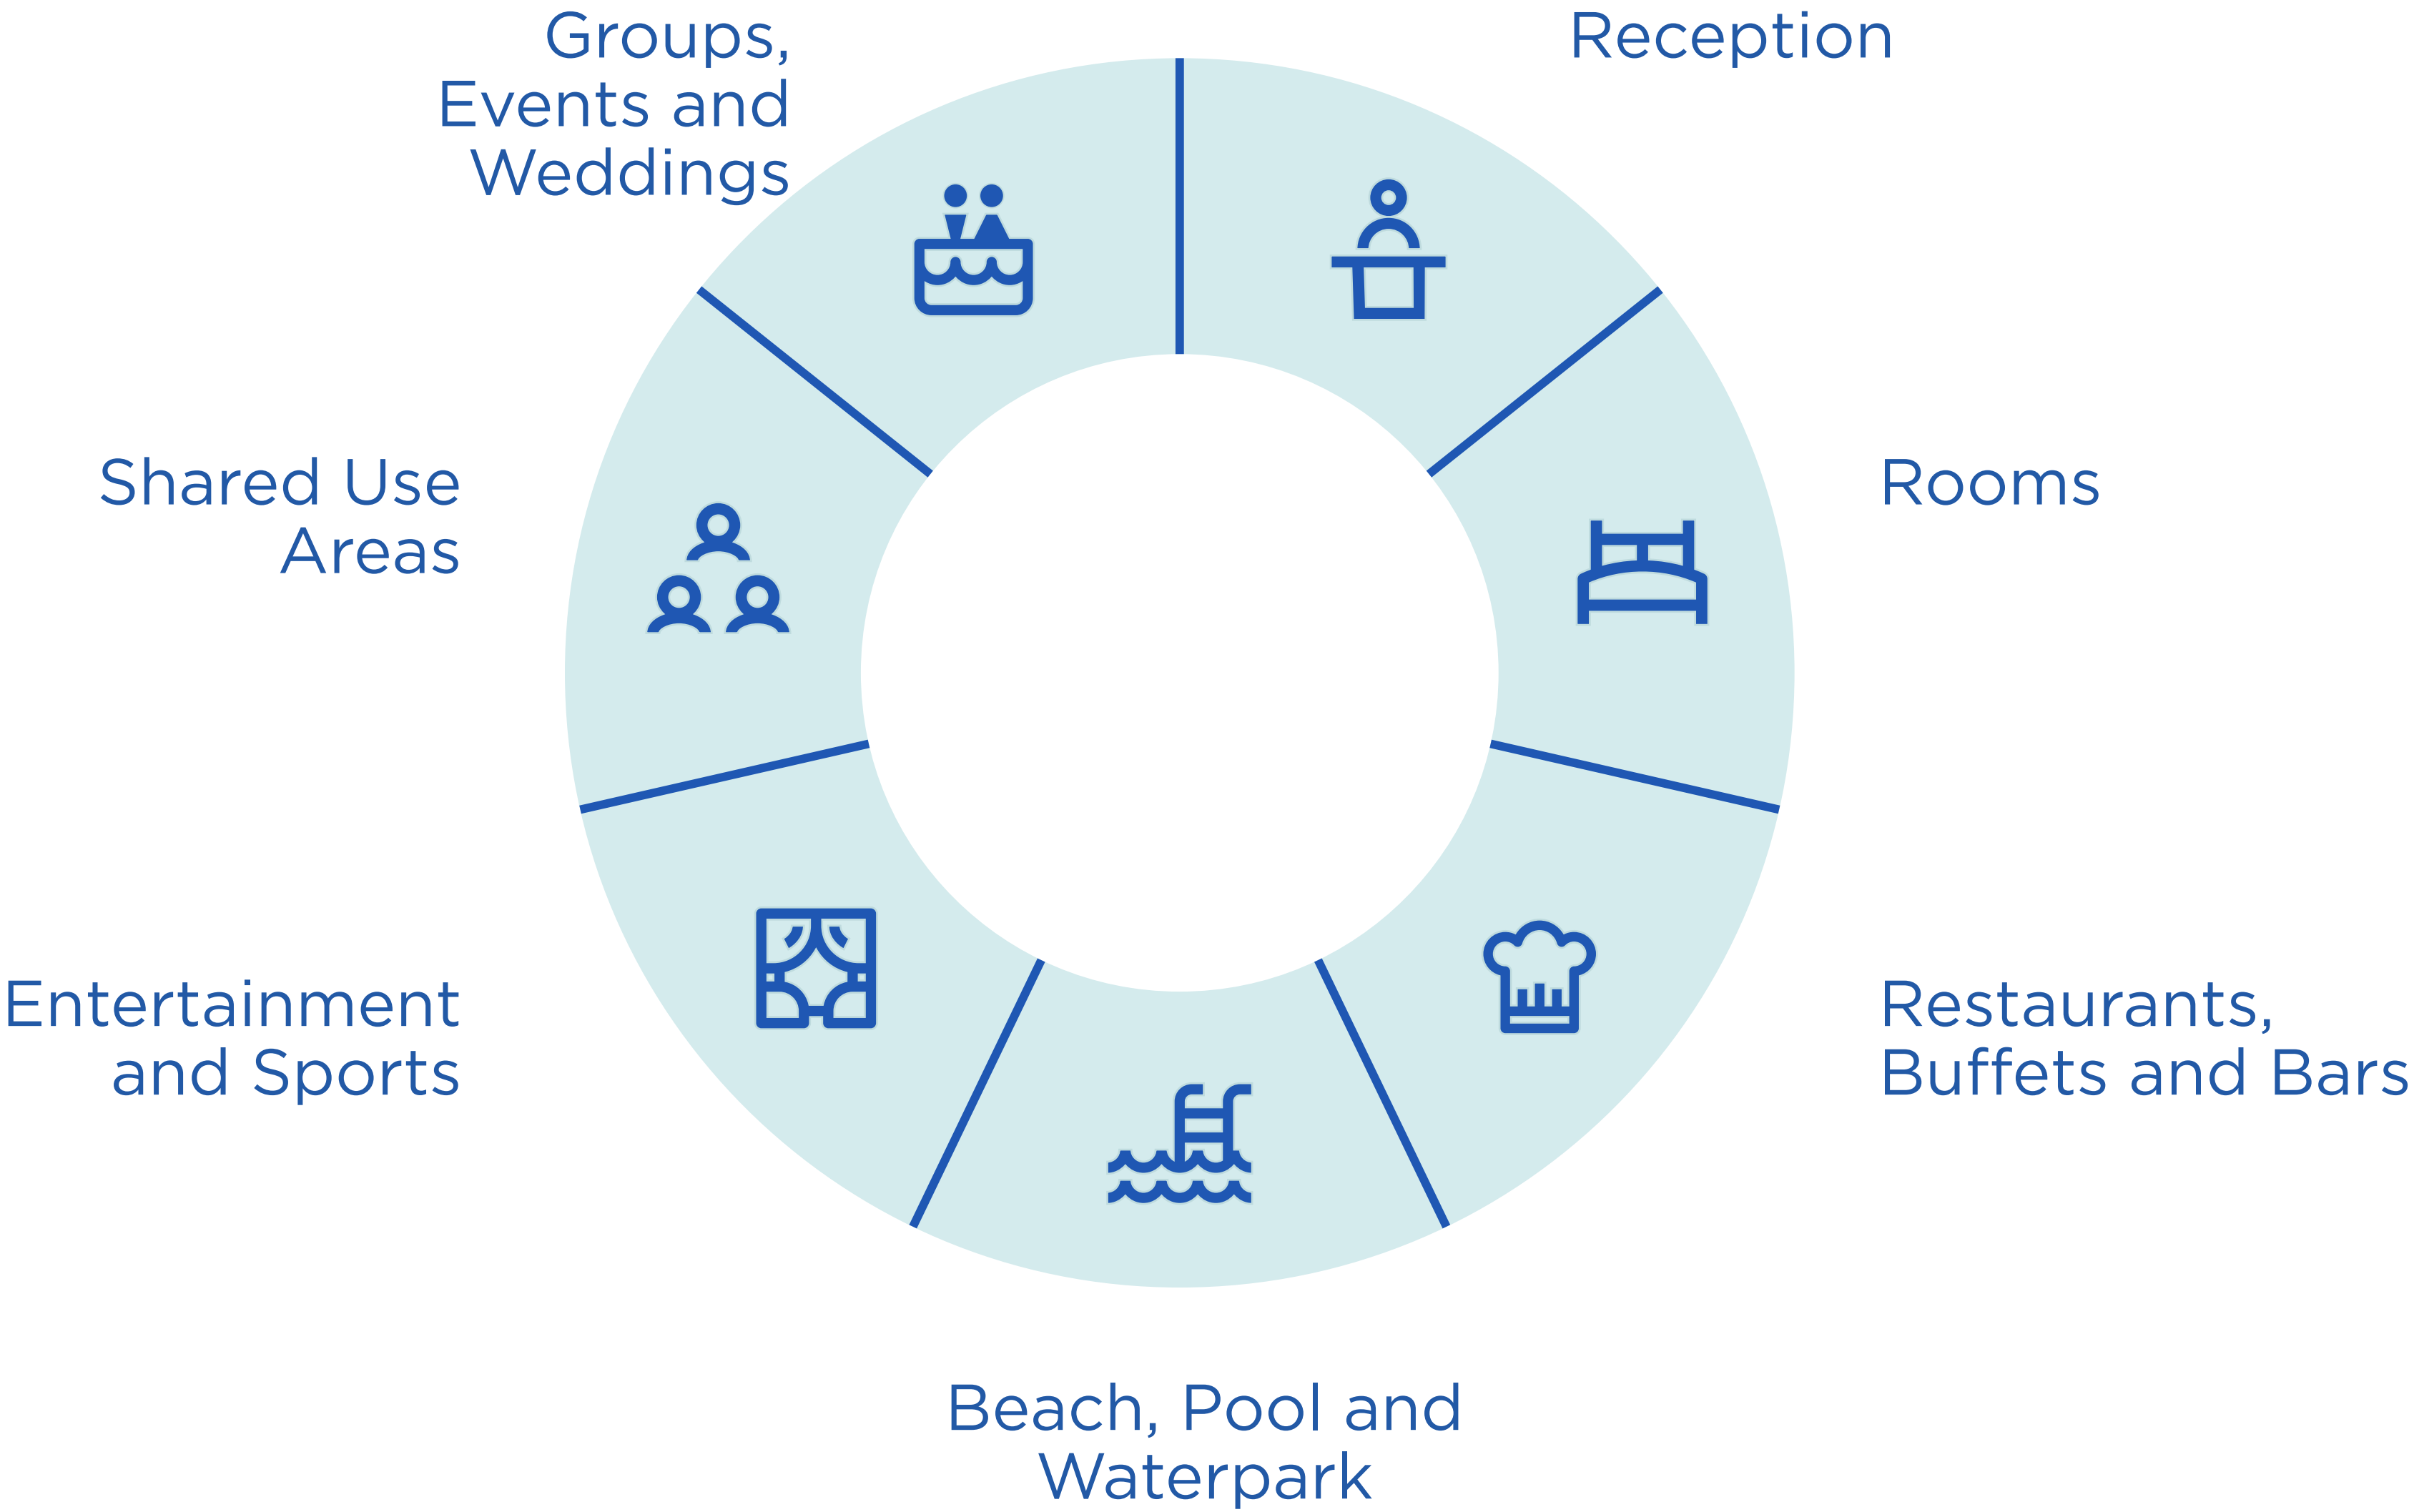 Groups,
Events and
Weddings
Reception
Shared Use
Areas
Rooms
Entertainment
and Sports
Restaurants,
Buffets and Bars
Beach, Pool and
Waterpark